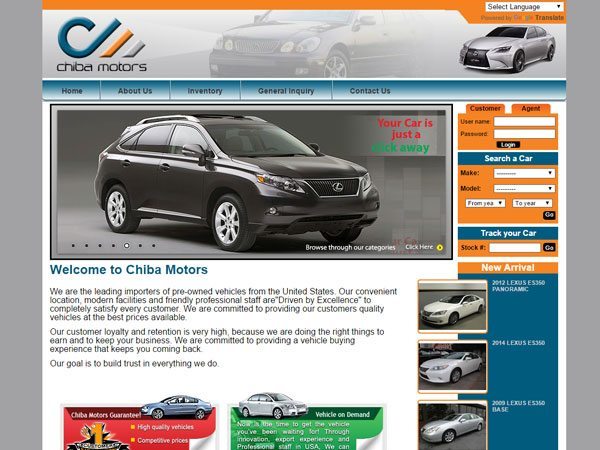 Select Language
Powered by Google Translate
chiba motors
Home
About Us
Inventory
General Inquiry
Contact Us
Your Car is
just a
click away
Browse through our categories
Click Here
Customer
Agent
User name:
Password:
Login
Search a Car
Make:
----------
Model:
----------
From yea
To year
Go
Track your Car
Stock #:
Go
New Arrival
2012 LEXUS ES350
PANORAMIC
2014 LEXUS ES350
2009 LEXUS ES350
BASE
Welcome to Chiba Motors
We are the leading importers of pre-owned vehicles from the United States. Our convenient
location, modern facilities and friendly professional staff are"Driven by Excellence" to
completely satisfy every customer. We are committed to providing our customers quality
vehicles at the best prices available.
Our customer loyalty and retention is very high, because we are doing the right things to
earn and to keep your business. We are committed to providing a vehicle buying
experience that keeps you coming back.
Our goal is to build trust in everything we do.
Chiba Motors Guarantee!
High quality vehicles
Competitive prices
Vehicle on Demand
Now is the time to get the vehicle
you've been waiting for! Through
innovation, export experience and
Professional staff in USA, We can